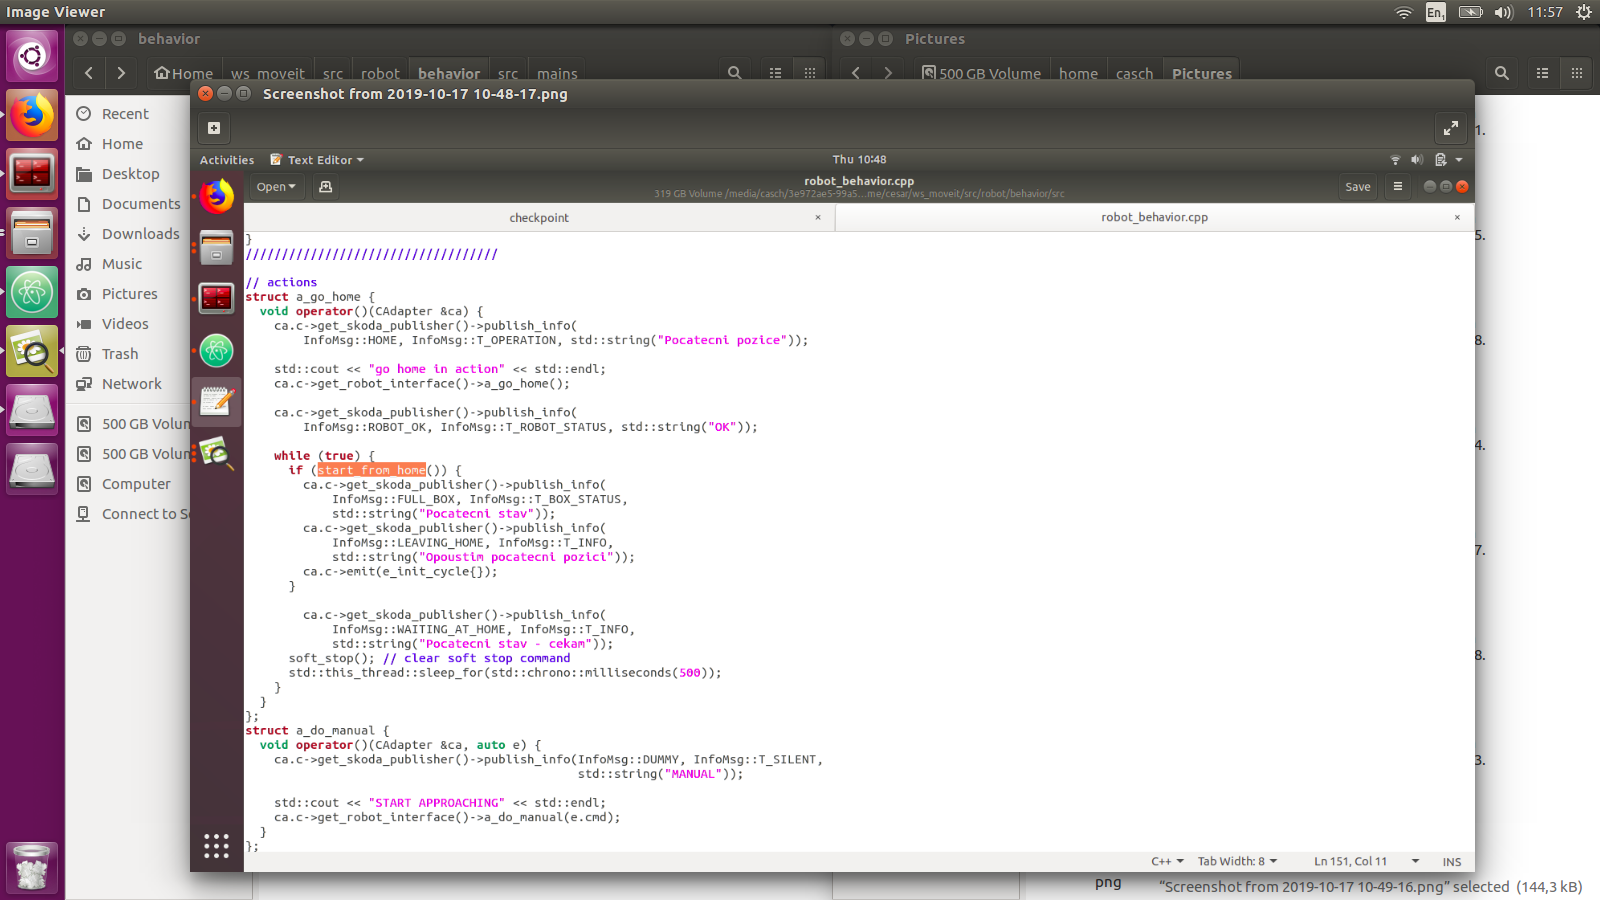 Image Viewer
En1
11:57
behavior
Pictures
Home
ws_moveit
src
robot
behavior
src
mains
500 GB Volume
home
casch
Pictures
Screenshot from 2019-10-17 10-48-17.png
Recent
Home
Desktop
Documents
Downloads
Music
Pictures
Videos
Trash
Network
500 GB Volun
500 GB Volun
Computer
Connect to Se
Activities
Text Editor
Thu 10:48
Open
robot_behavior.cpp
319 GB Volume /media/casch/3e972ae5-99a5...me/cesar/ws_moveit/src/robot/behavior/src
Save
checkpoint
robot_behavior.cpp
}
///////////////////////////////////
// actions
struct a_go_home {
void operator()(CAdapter &ca) {
ca.c->get_skoda_publisher()->publish_info(
InfoMsg::HOME, InfoMsg::T_OPERATION, std::string("Pocatecni pozice"));
std::cout << "go home in action" << std::endl;
ca.c->get_robot_interface()->a_go_home();
ca.c->get_skoda_publisher()->publish_info(
InfoMsg::ROBOT_OK, InfoMsg::T_ROBOT_STATUS, std::string("OK"));
while (true) {
if (start_from_home()) {
ca.c->get_skoda_publisher()->publish_info(
InfoMsg::FULL_BOX, InfoMsg::T_BOX_STATUS,
std::string("Pocatecni stav"));
ca.c->get_skoda_publisher()->publish_info(
InfoMsg::LEAVING_HOME, InfoMsg::T_INFO,
std::string("Opoustim pocatecni pozici"));
ca.c->emit(e_init_cycle{});
}
ca.c->get_skoda_publisher()->publish_info(
InfoMsg::WAITING_AT_HOME, InfoMsg::T_INFO,
std::string("Pocatecni stav - cekam"));
soft_stop(); // clear soft stop command
std::this_thread::sleep_for(std::chrono::milliseconds(500));
}
}
};
struct a_do_manual {
void operator()(CAdapter &ca, auto e) {
ca.c->get_skoda_publisher()->publish_info(InfoMsg::DUMMY, InfoMsg::T_SILENT,
std::string("MANUAL"));
std::cout << "START APPROACHING" << std::endl;
ca.c->get_robot_interface()->a_do_manual(e.cmd);
}
};
C++
Tab Width: 8
Ln 151, Col 11
INS
1.
5.
8.
4.
7.
8.
3.
png
"Screenshot from 2019-10-17 10-49-16.png" selected (144,3 kB)